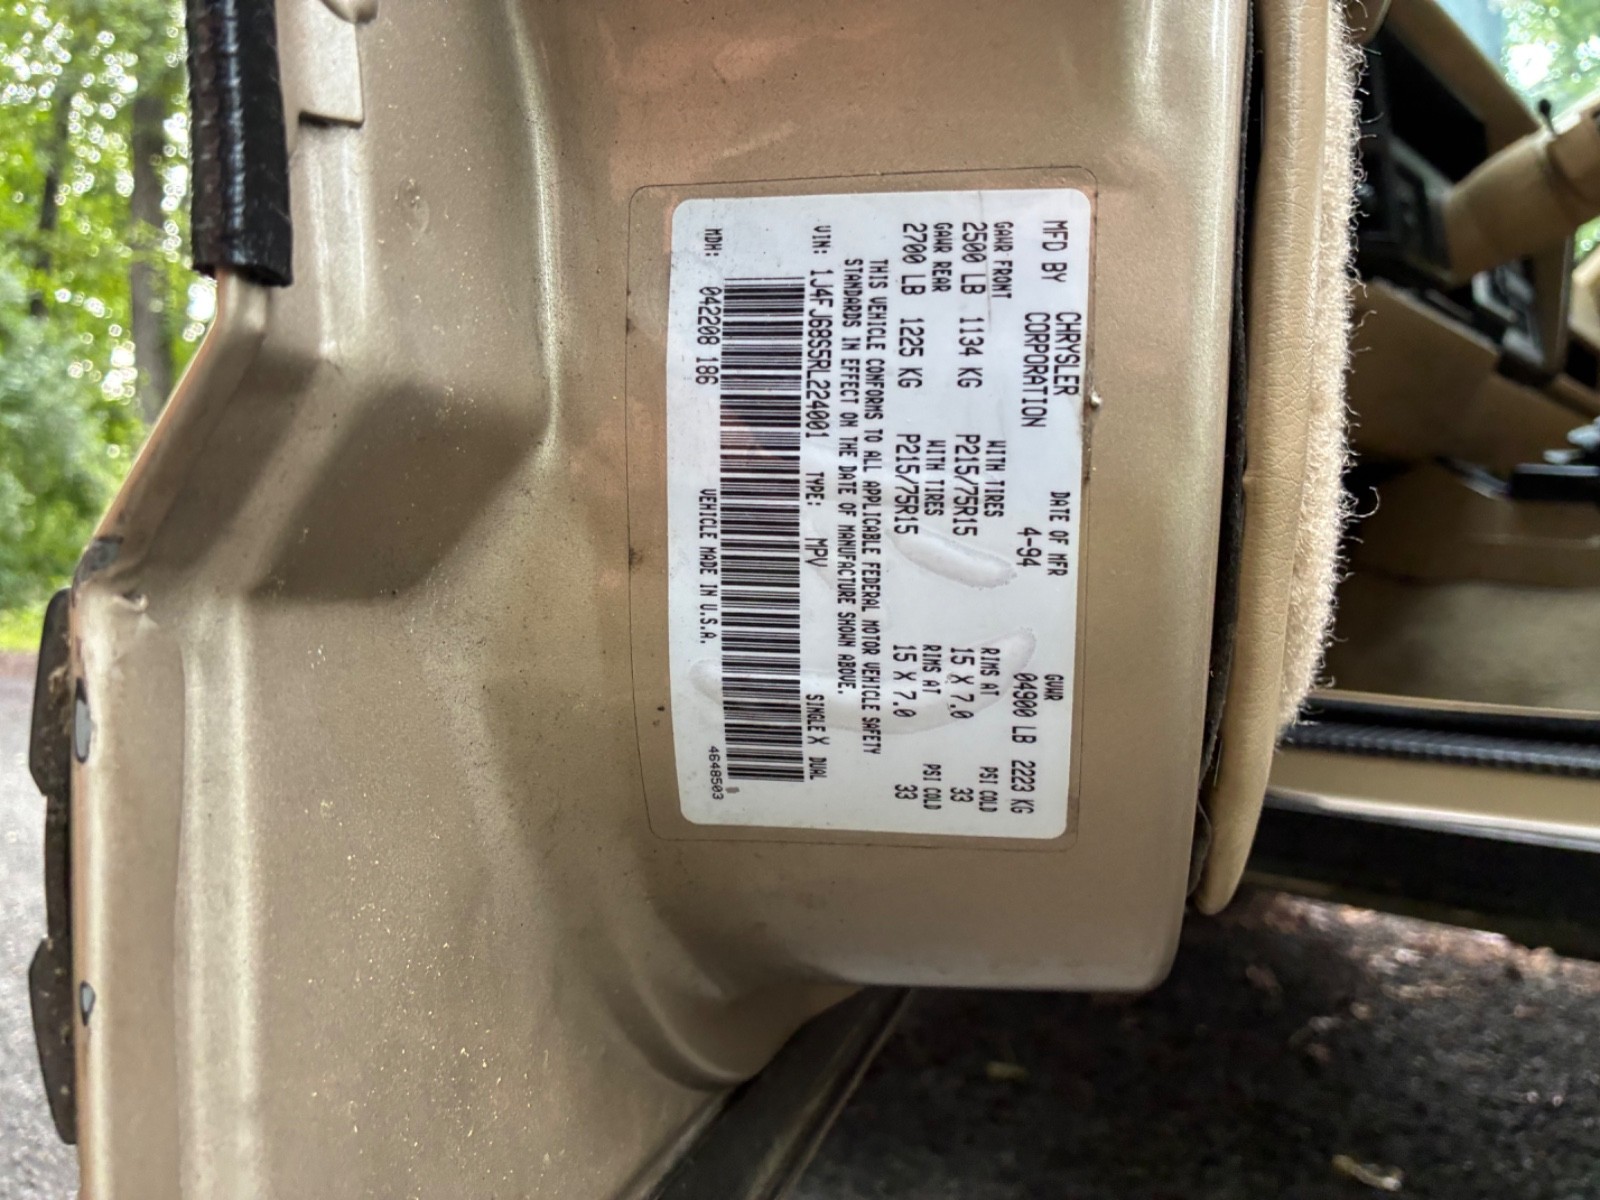 MFD BY CHRYSLER CORPORATION DATE OF MFR 4-94 GVWR 04900 LB 2223 KG
GAWR FRONT WITH TIRES RIMS AT PSI COLD
2500 LB 1134 KG P215/75R15 15 X 7.0 33
GAWR REAR WITH TIRES RIMS AT PSI COLD
2700 LB 1225 KG P215/75R15 15 X 7.0 33
THIS VEHICLE CONFORMS TO ALL APPLICABLE FEDERAL MOTOR VEHICLE SAFETY
STANDARDS IN EFFECT ON THE DATE OF MANUFACTURE SHOWN ABOVE.
VIN: 1J4FJ68S5RL224001 TYPE: MPV SINGLE X DUAL
MDH: 042208 186 VEHICLE MADE IN U.S.A. 4648503